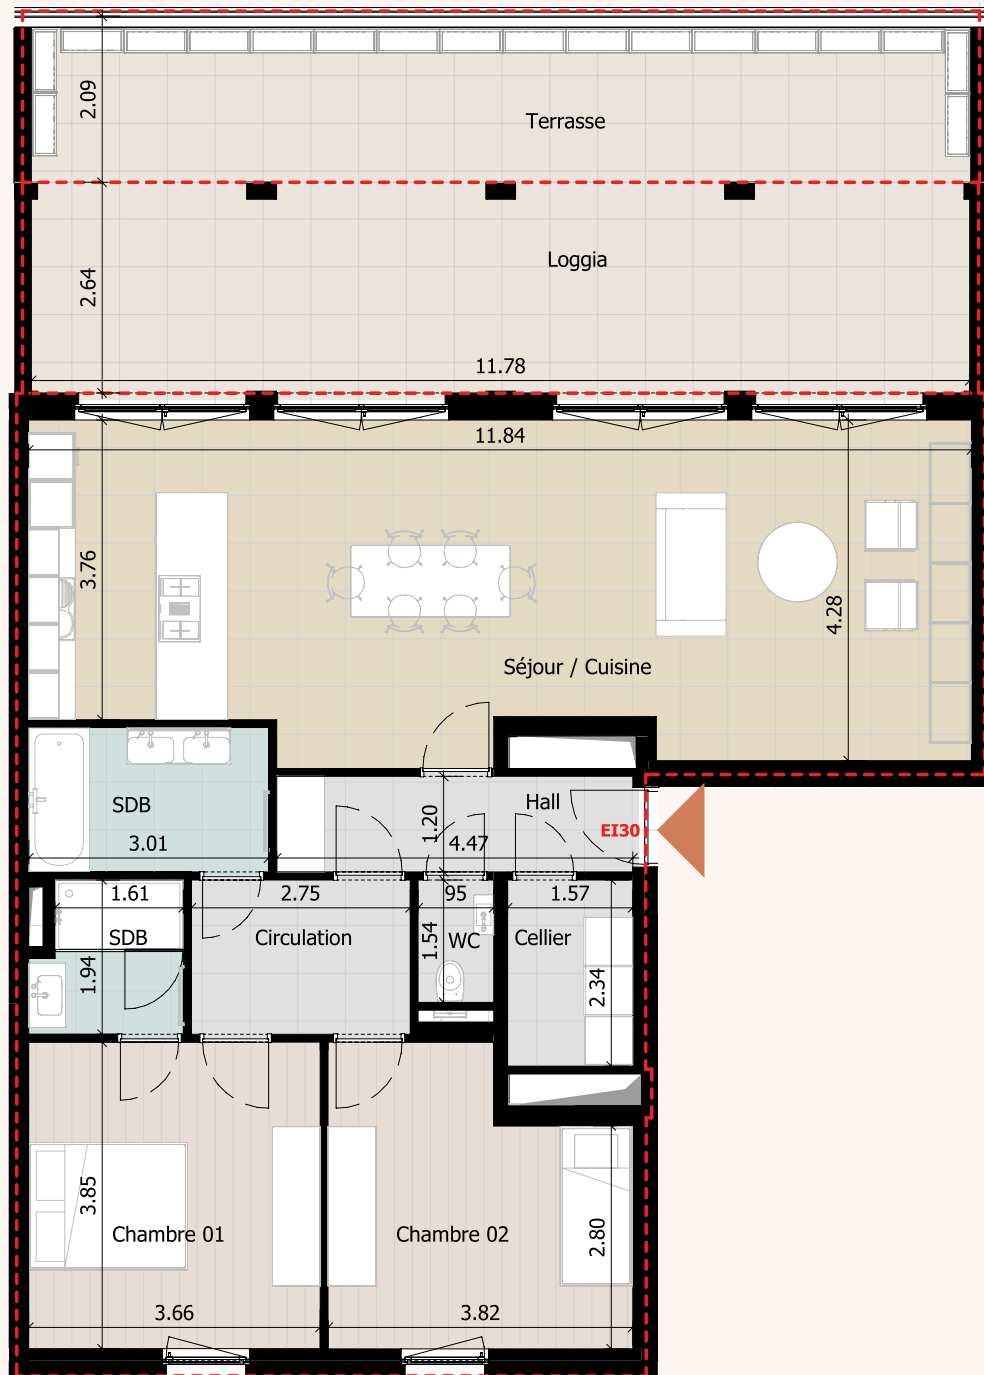 2.09
Terrasse
Loggia
2.64
11.78
11.84
3.76
4.28
Séjour / Cuisine
SDB
3.01
Hall
1.20
4.47
EI30
1.61
2.75
95
1.57
SDB
Circulation
1.54
WC
Cellier
1.94
2.34
3.85
Chambre 01
Chambre 02
2.80
3.66
3.82